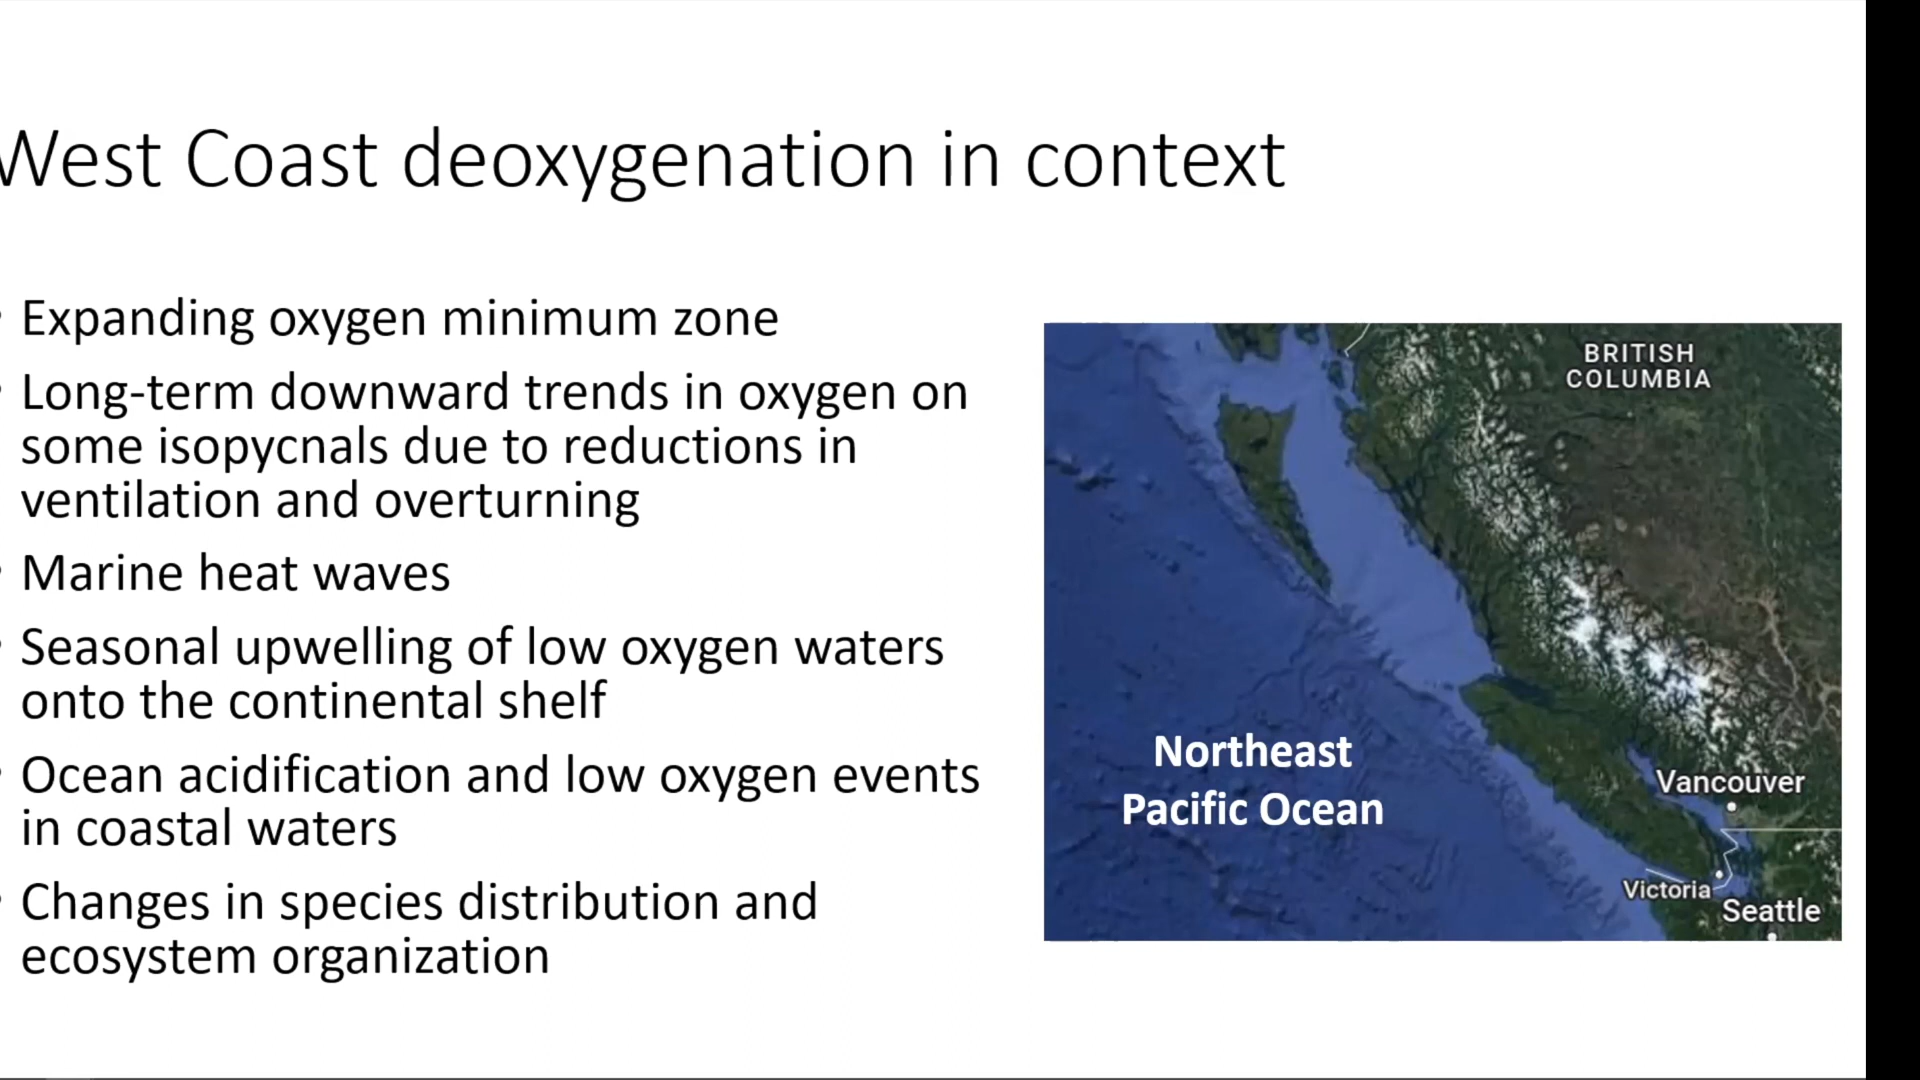 West Coast deoxygenation in context
• Expanding oxygen minimum zone
• Long-term downward trends in oxygen on
some isopycnals due to reductions in
ventilation and overturning
• Marine heat waves
• Seasonal upwelling of low oxygen waters
onto the continental shelf
• Ocean acidification and low oxygen events
in coastal waters
• Changes in species distribution and
ecosystem organization
BRITISH
COLUMBIA
Northeast
Pacific Ocean
Vancouver
Victoria
Seattle